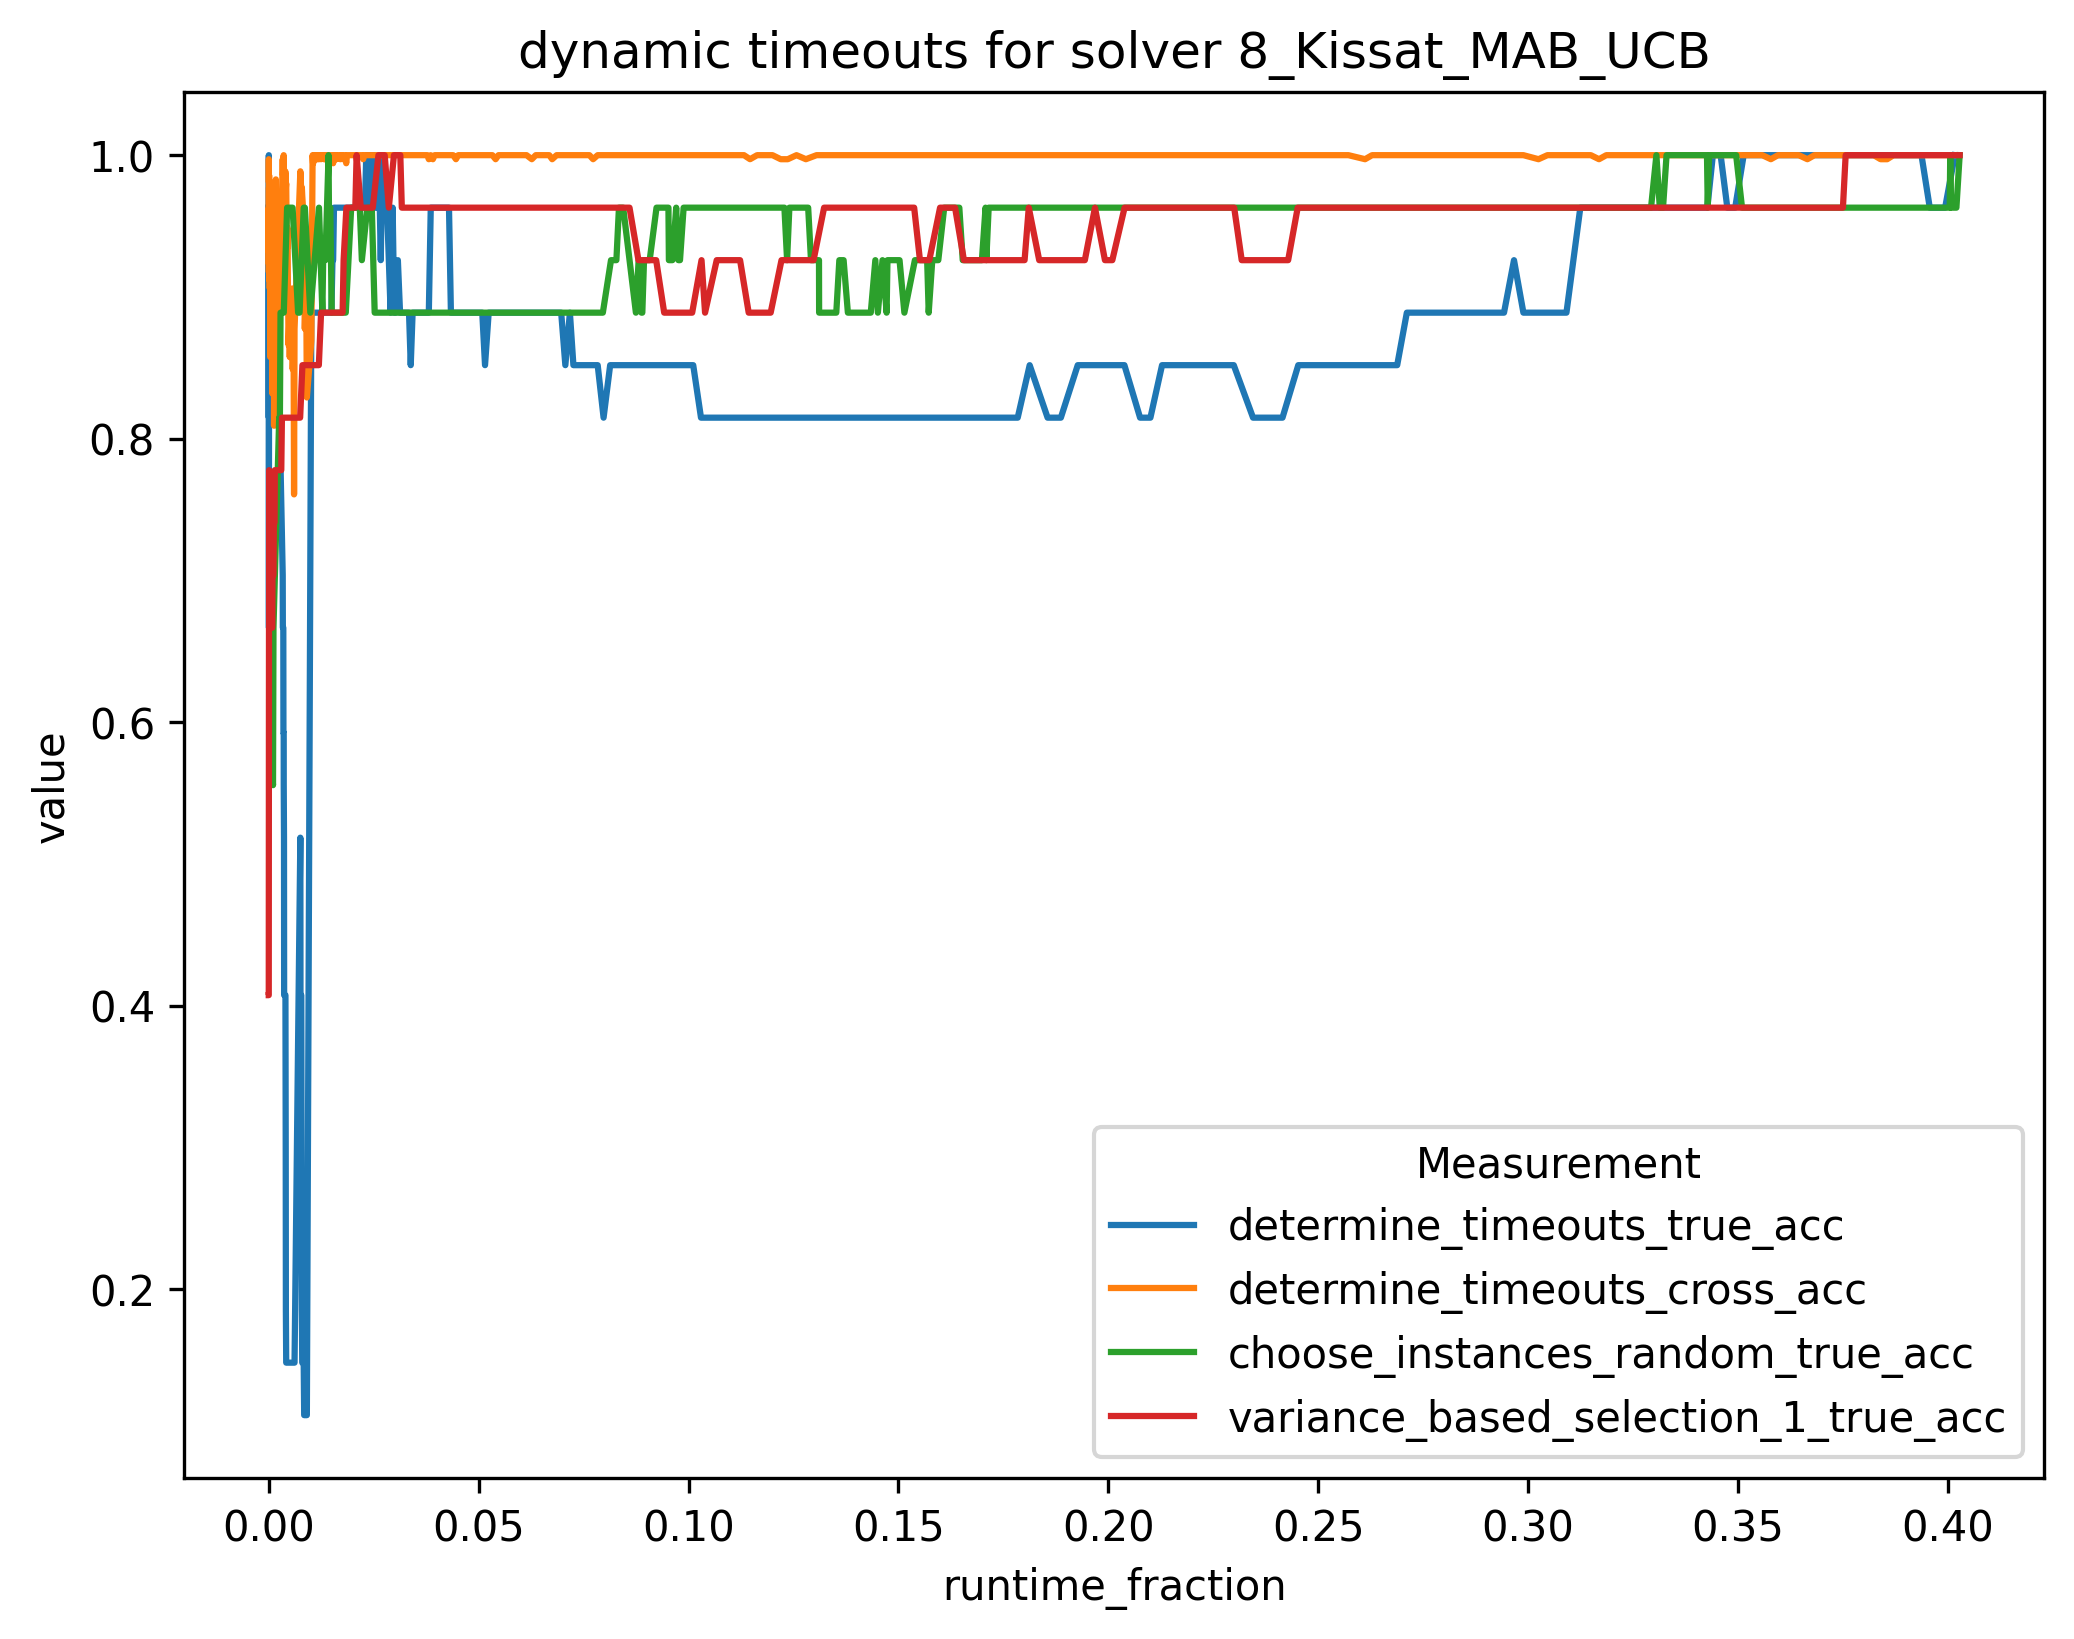 dynamic timeouts for solver 8_Kissat_MAB_UCB
1.0
0.8
0.6
0.4
0.2
value
0.00 0.05 0.10 0.15 0.20 0.25 0.30 0.35 0.40
runtime_fraction
Measurement
determine_timeouts_true_acc
determine_timeouts_cross_acc
choose_instances_random_true_acc
variance_based_selection_1_true_acc